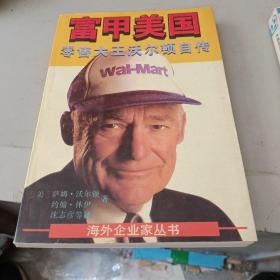 富甲美国
零售大王沃尔顿自传
WAL-MART
美 萨姆·沃尔顿
约翰·休伊 著
沈志彦等译
海外企业家丛书